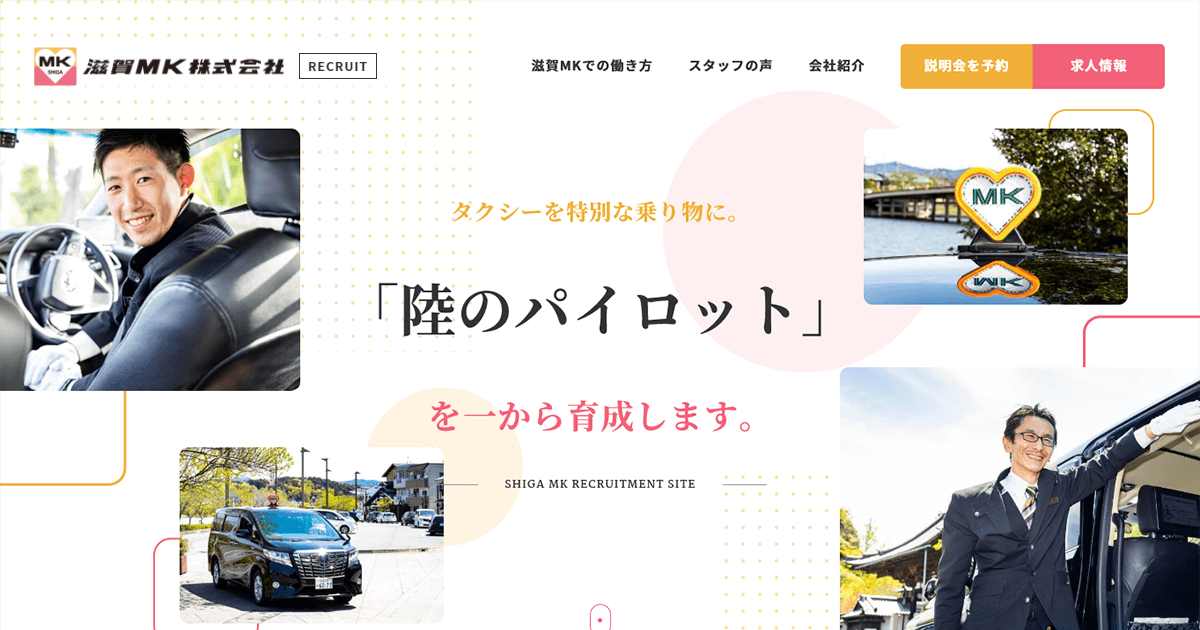 MK
SHIGA
滋賀MK株式会社
RECRUIT
滋賀MKでの働き方
スタッフの声
会社紹介
説明会を予約
求人情報
タクシーを特別な乗り物に。
MK
「陸のパイロット」
を一から育成します。
SHIGA MK RECRUITMENT SITE